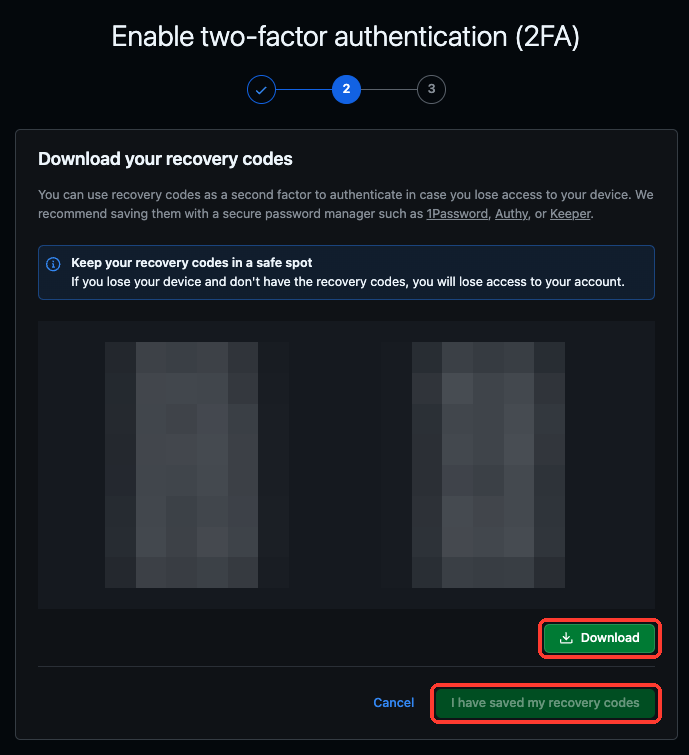 Enable two-factor authentication (2FA)
2
3
Download your recovery codes
You can use recovery codes as a second factor to authenticate in case you lose access to your device. We
recommend saving them with a secure password manager such as 1Password, Authy, or Keeper.
Keep your recovery codes in a safe spot
If you lose your device and don't have the recovery codes, you will lose access to your account.
Download
Cancel
I have saved my recovery codes